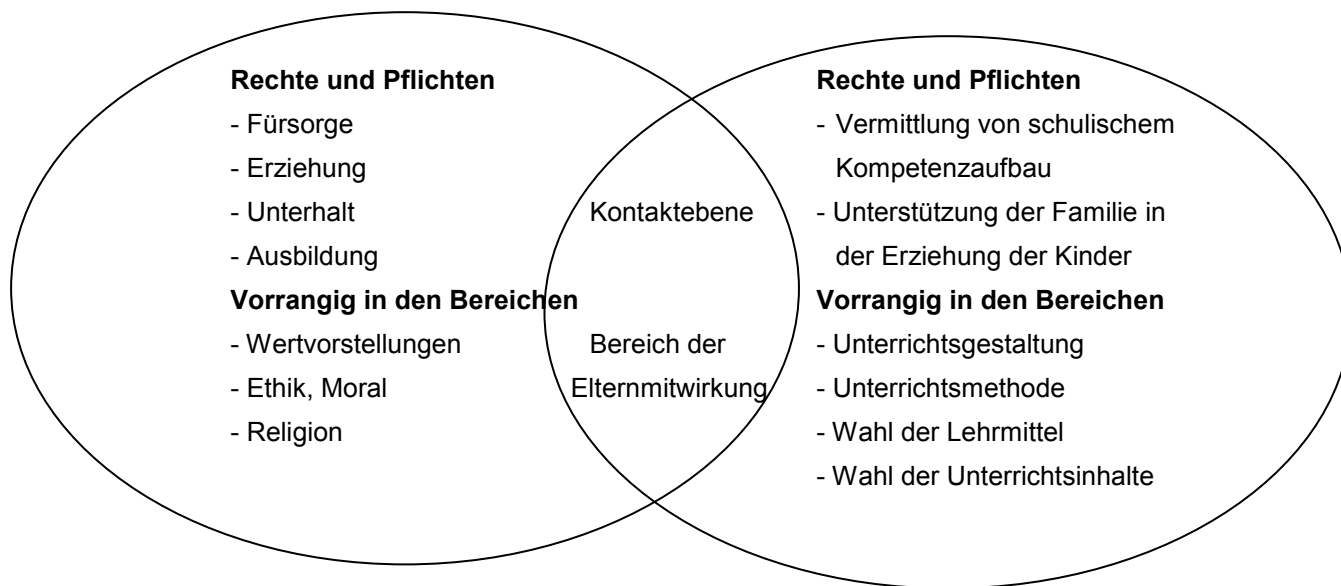 Rechte und Pflichten
- Fürsorge
- Erziehung
- Unterhalt
- Ausbildung
Vorrangig in den Bereichen
- Wertvorstellungen
- Ethik, Moral
- Religion
Kontaktebene
Bereich der
Elternmitwirkung
Rechte und Pflichten
- Vermittlung von schulischem
Kompetenzaufbau
- Unterstützung der Familie in
der Erziehung der Kinder
Vorrangig in den Bereichen
- Unterrichtsgestaltung
- Unterrichtsmethode
- Wahl der Lehrmittel
- Wahl der Unterrichtsinhalte